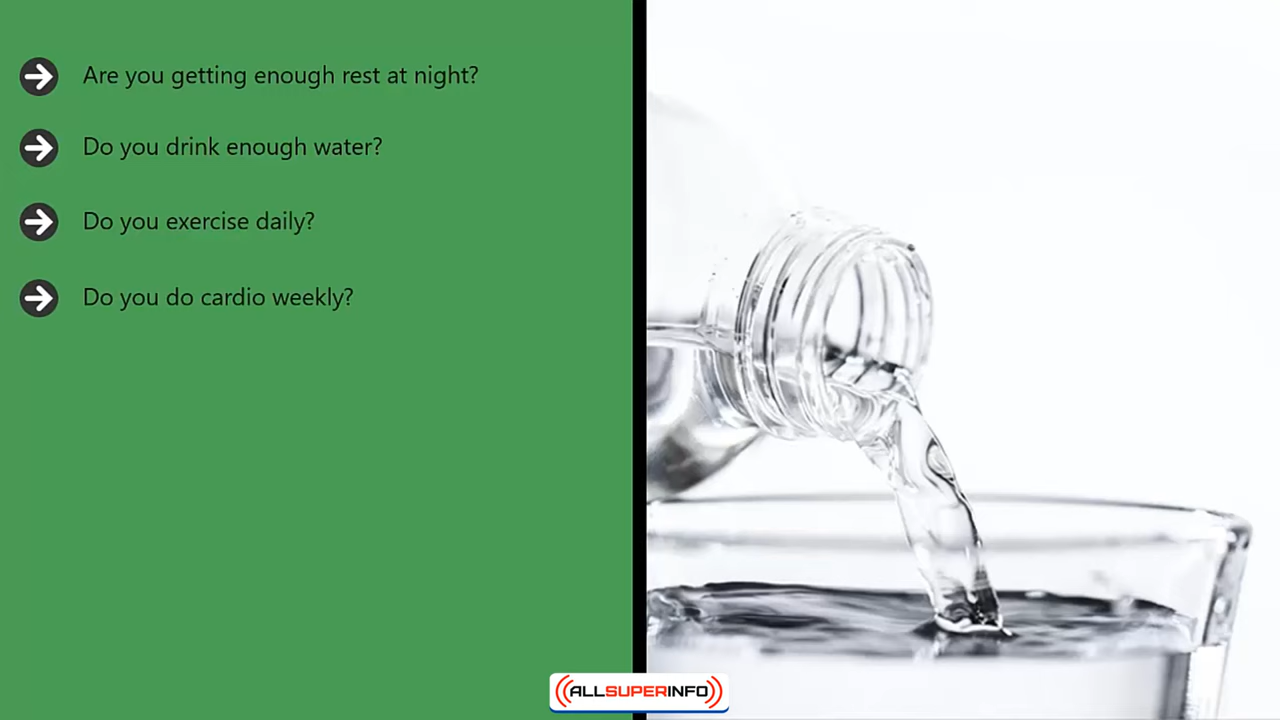 Are you getting enough rest at night?
Do you drink enough water?
Do you exercise daily?
Do you do cardio weekly?
ALLSUPERINFO